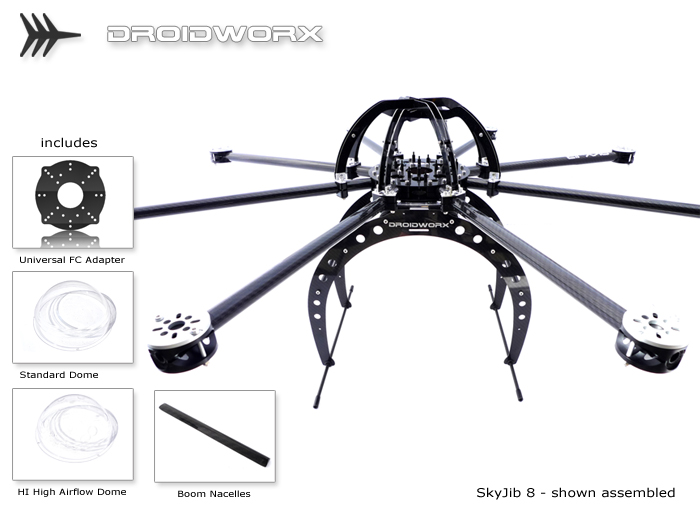 DROIDWORX
includes
Universal FC Adapter
Standard Dome
HI High Airflow Dome
Boom Nacelles
DROIDWORX
SkyJib 8 - shown assembled